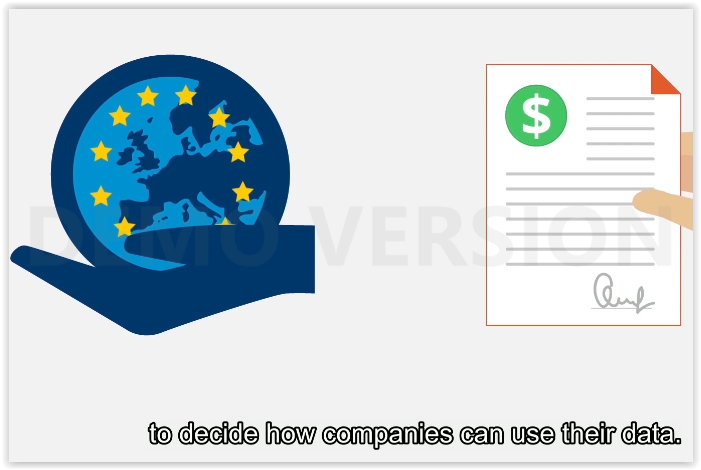 $
DEMO VERSION
to decide how companies can use their data.